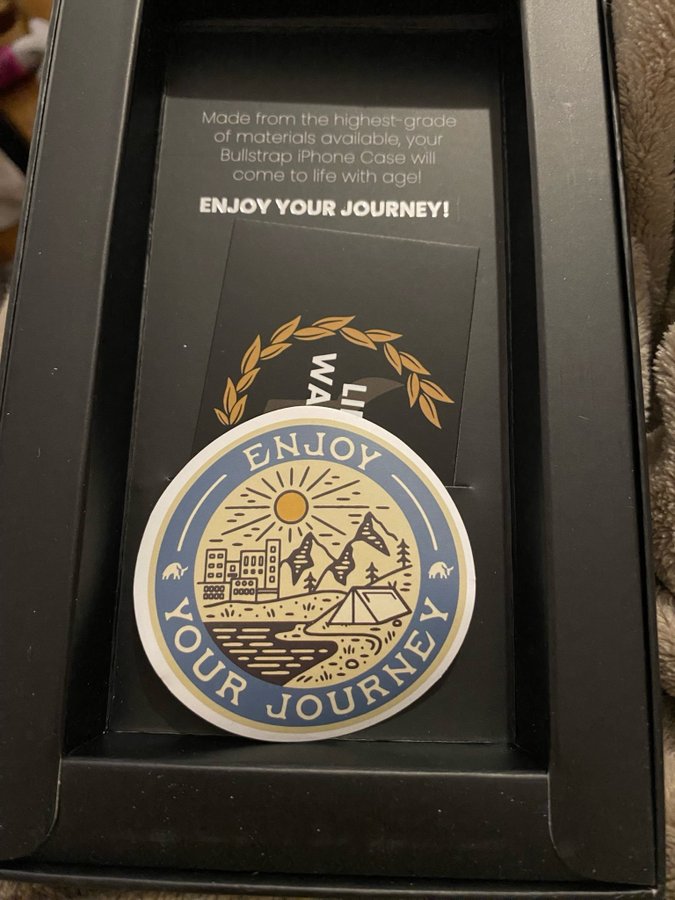 Made from the highest-grade
of materials available, your
Bullstrap iPhone Case will
come to life with age!
ENJOY YOUR JOURNEY!
ENJOY
YOUR JOURNEY